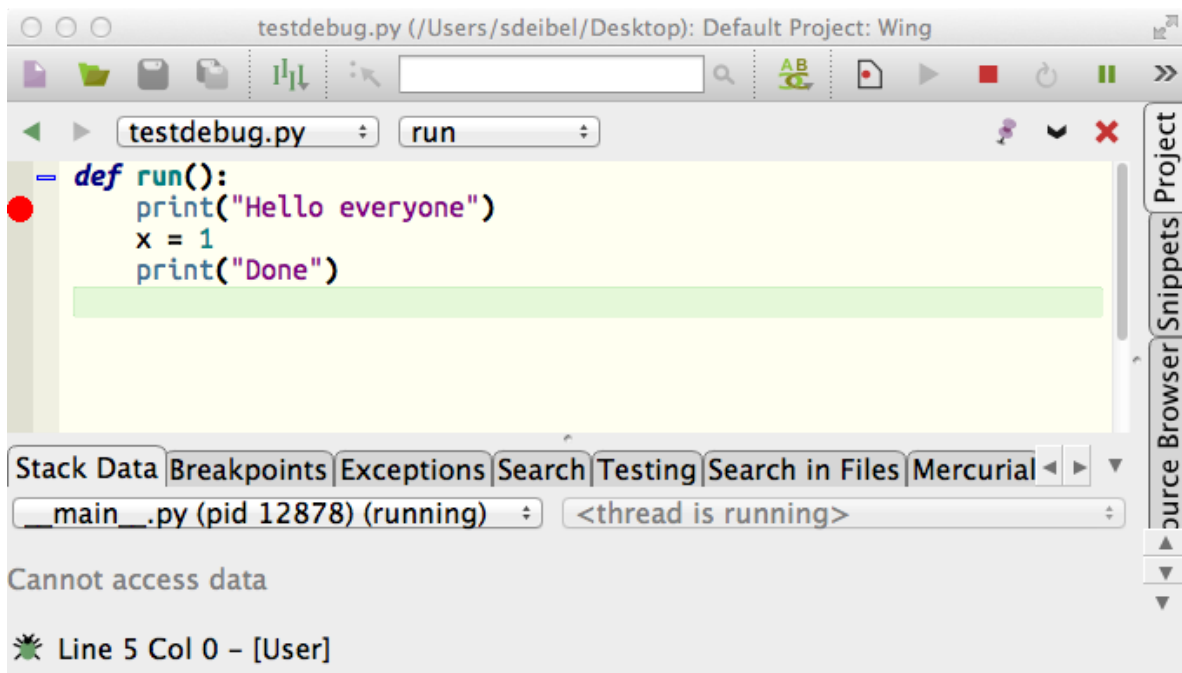 testdebug.py (/Users/sdeibel/Desktop): Default Project: Wing
AB
testdebug.py run
def run():
print("Hello everyone")
x = 1
print("Done")
Project
Snippets
ource Browser
Stack Data Breakpoints Exceptions Search Testing Search in Files Mercurial
__main__.py (pid 12878) (running) <thread is running>
Cannot access data
Line 5 Col 0 – [User]